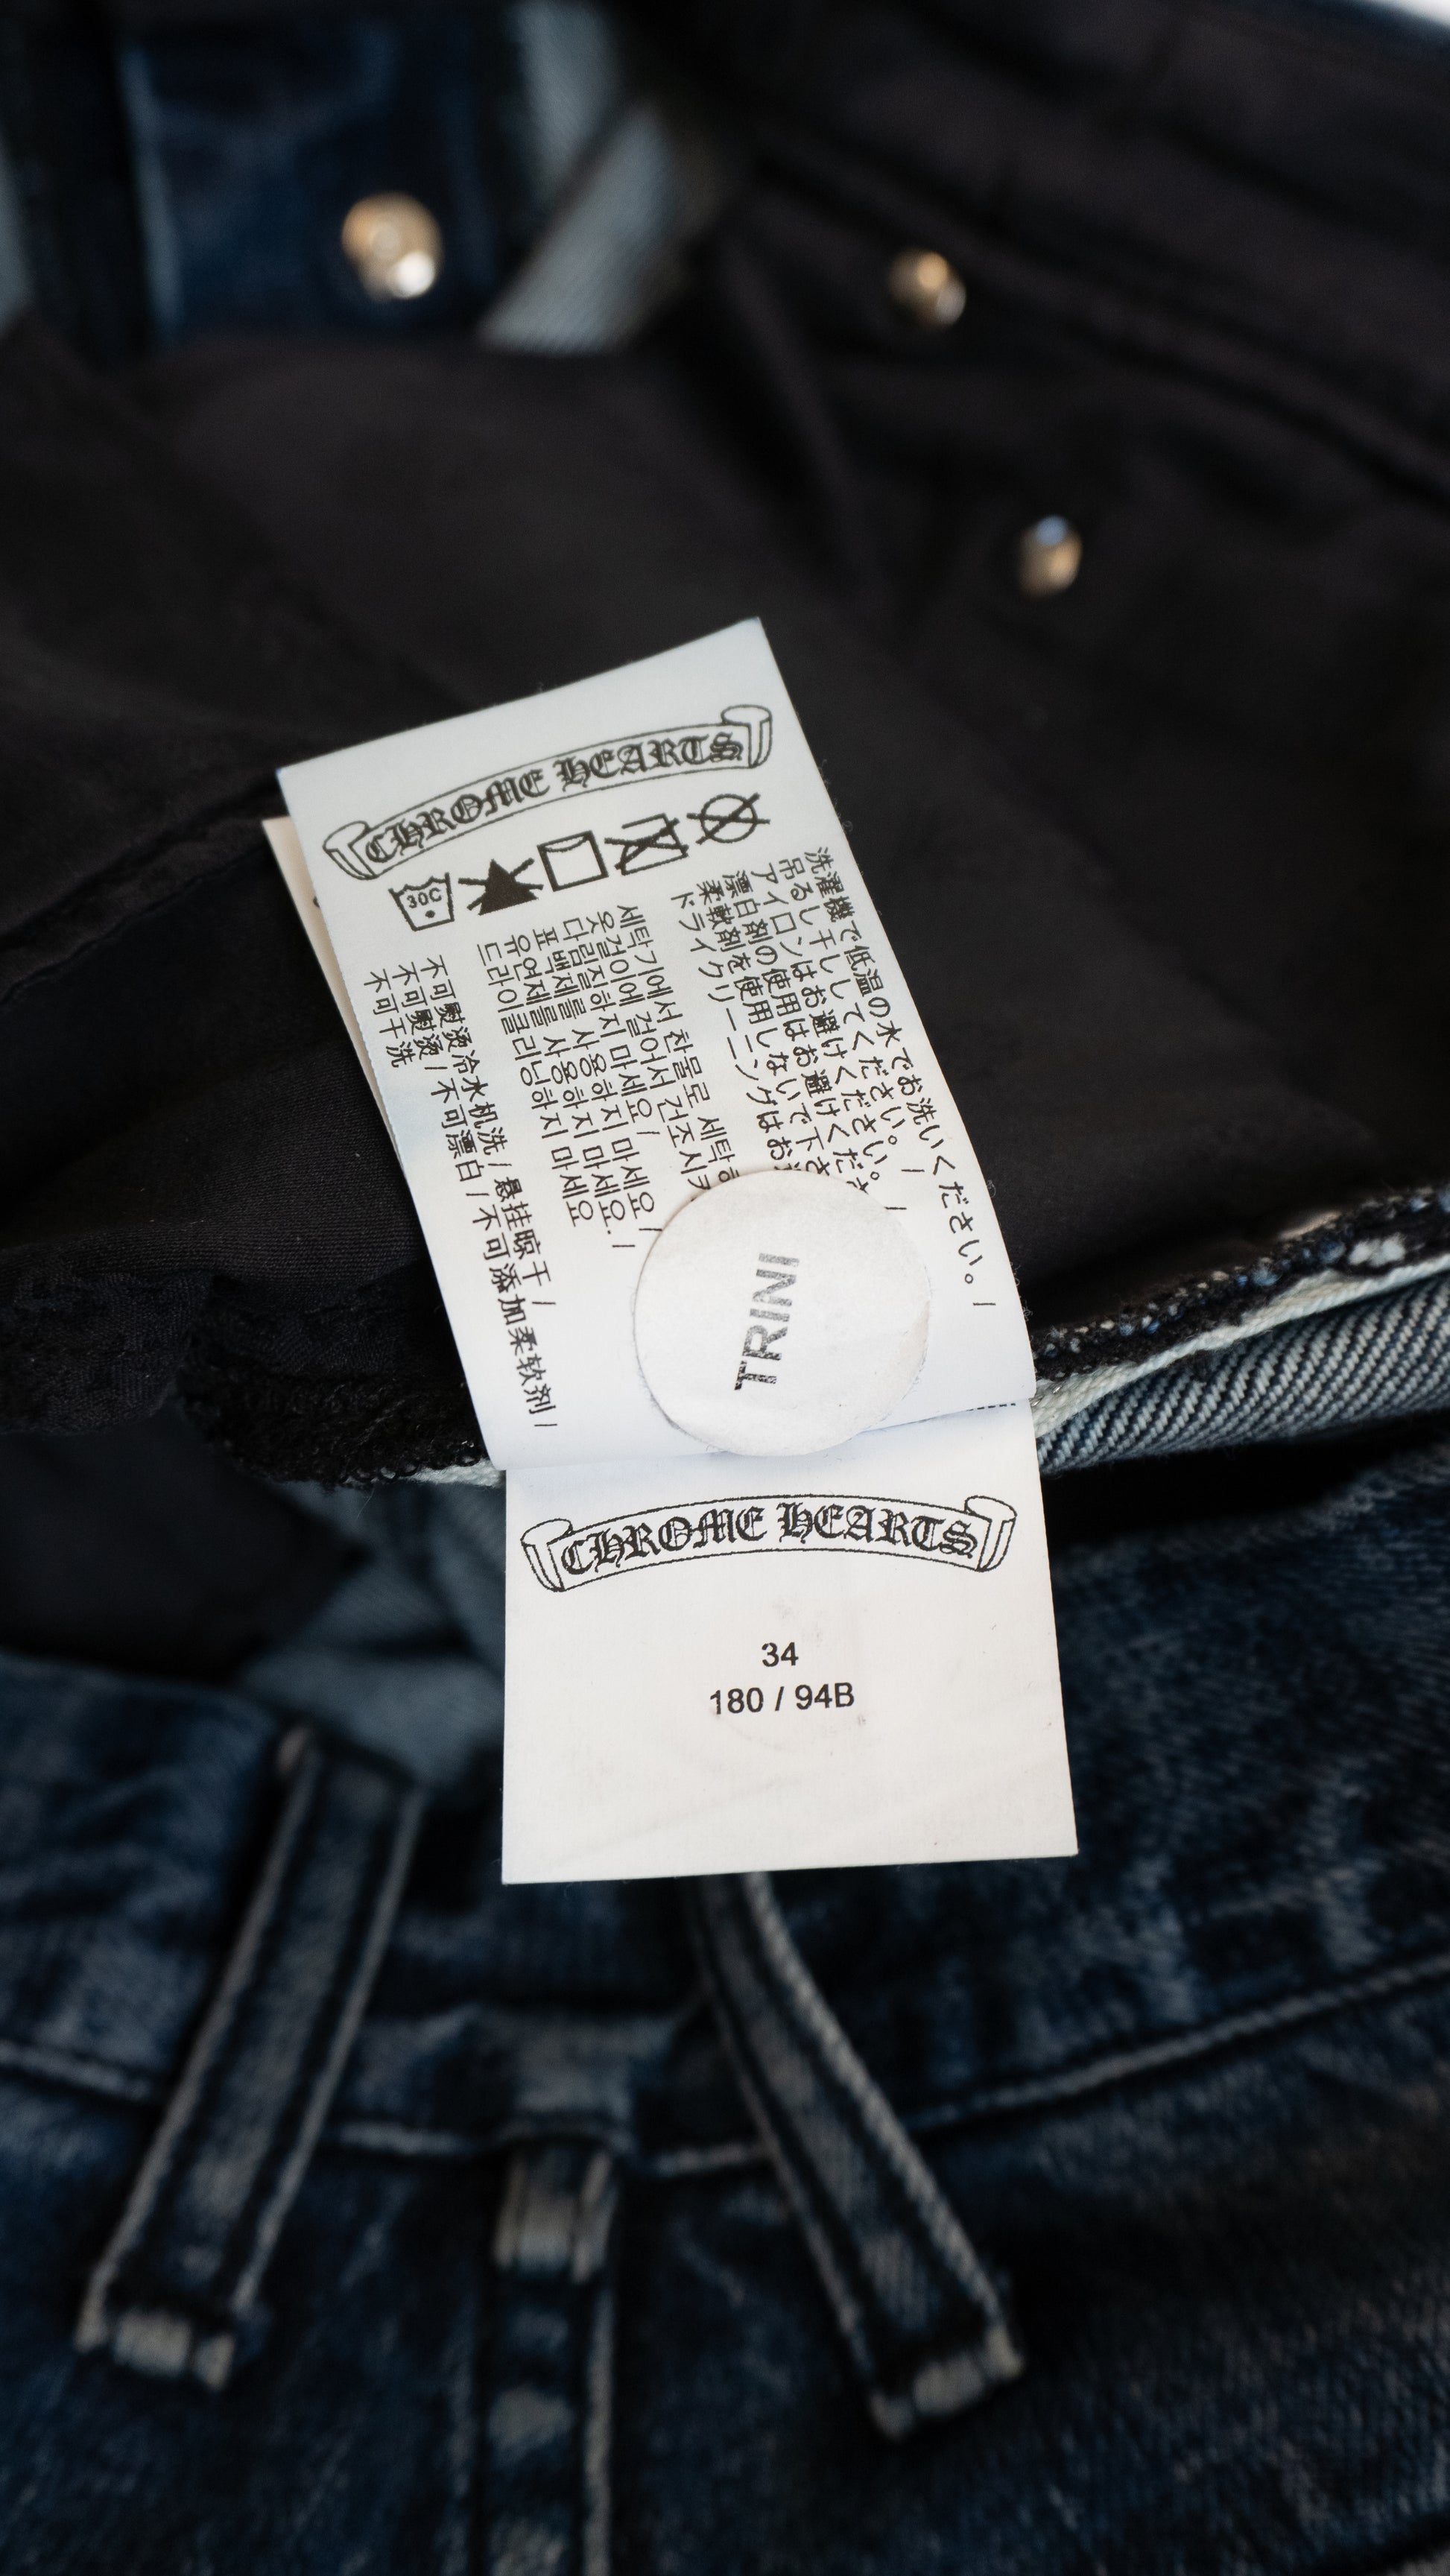 CHROME HEARTS
30C
洗濯機で低温の水でお洗いください。/
吊るし干ししてください。/
アイロンはお避けください。
漂白剤の使用はお避けくださ /
柔軟剤を使用しないで下さ
ドライクリーニングはお
세탁기에서 찬물로 세탁
옷걸이에 걸어서 건조시
다림질하지 마세요 /
표백제를 사용하지 마세요 /
유연제를 사용하지 마세요. /
드라이클리닝하지 마세요
不可熨烫冷水机洗 / 悬挂晾干 /
不可熨烫 / 不可漂白 / 不可添加柔软剂 /
不可干洗
TRINI
CHROME HEARTS
34
180 / 94B